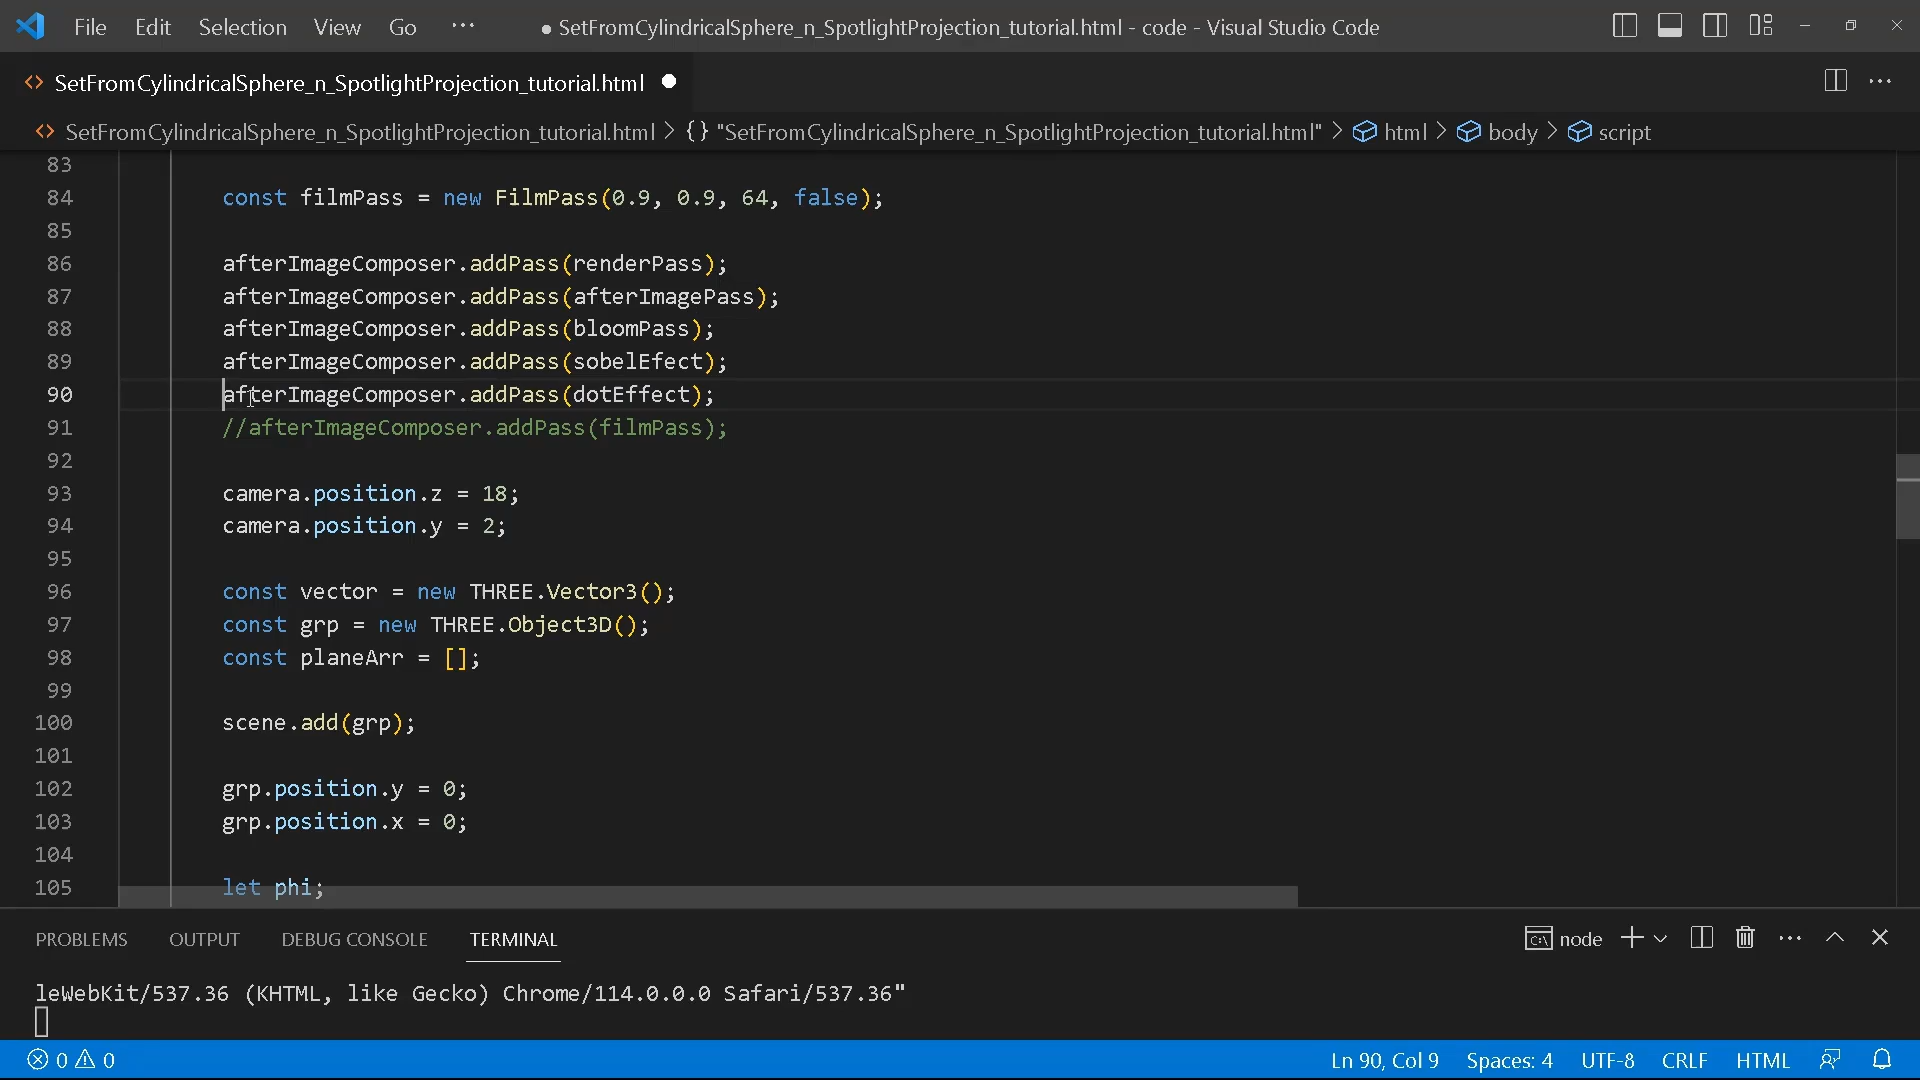 File Edit Selection View Go ··· ● SetFromCylindricalSphere_n_SpotlightProjection_tutorial.html - code - Visual Studio Code
<> SetFromCylindricalSphere_n_SpotlightProjection_tutorial.html ●
<> SetFromCylindricalSphere_n_SpotlightProjection_tutorial.html > {} "SetFromCylindricalSphere_n_SpotlightProjection_tutorial.html" > html > body > script
83
84 const filmPass = new FilmPass(0.9, 0.9, 64, false);
85
86 afterImageComposer.addPass(renderPass);
87 afterImageComposer.addPass(afterImagePass);
88 afterImageComposer.addPass(bloomPass);
89 afterImageComposer.addPass(sobelEfect);
90 afterImageComposer.addPass(dotEffect);
91 //afterImageComposer.addPass(filmPass);
92
93 camera.position.z = 18;
94 camera.position.y = 2;
95
96 const vector = new THREE.Vector3();
97 const grp = new THREE.Object3D();
98 const planeArr = [];
99
100 scene.add(grp);
101
102 grp.position.y = 0;
103 grp.position.x = 0;
104
105 let phi;
PROBLEMS OUTPUT DEBUG CONSOLE TERMINAL node
leWebKit/537.36 (KHTML, like Gecko) Chrome/114.0.0.0 Safari/537.36"
0 0 Ln 90, Col 9 Spaces: 4 UTF-8 CRLF HTML